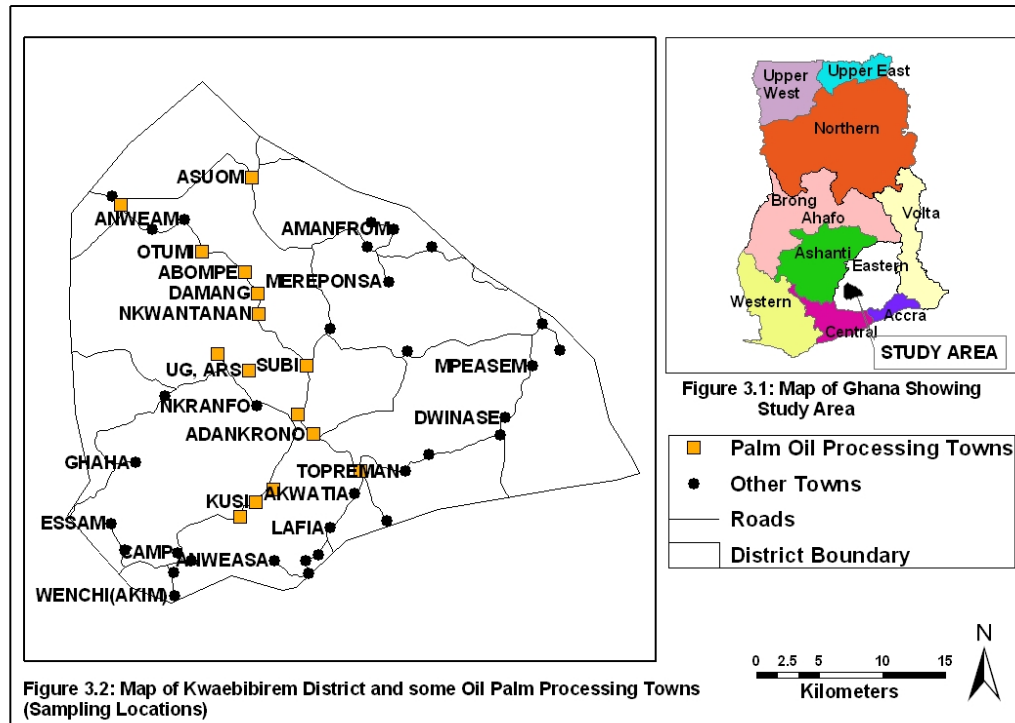 ASUOM
ANWEAM
AMANFROM
OTUMI
ABOMPE
MEREPONSA
DAMANG
NKWANTANAN
UG, ARS
SUBI
MPEASEM
NKRANFO
DWINASE
ADANKRONO
GHAHA
TOPREMAN
AKWATIA
KUSI
ESSAM
LAFIA
CAMP
ANWEASA
WENCHI(AKIM)
Figure 3.2: Map of Kwaebibirem District and some Oil Palm Processing Towns
(Sampling Locations)
Upper
West
Upper East
Northern
Brong
Ahafo
Volta
Ashanti
Eastern
Western
Accra
Central
STUDY AREA
Figure 3.1: Map of Ghana Showing
Study Area
Palm Oil Processing Towns
Other Towns
Roads
District Boundary
N
0 2.5 5 10 15
Kilometers